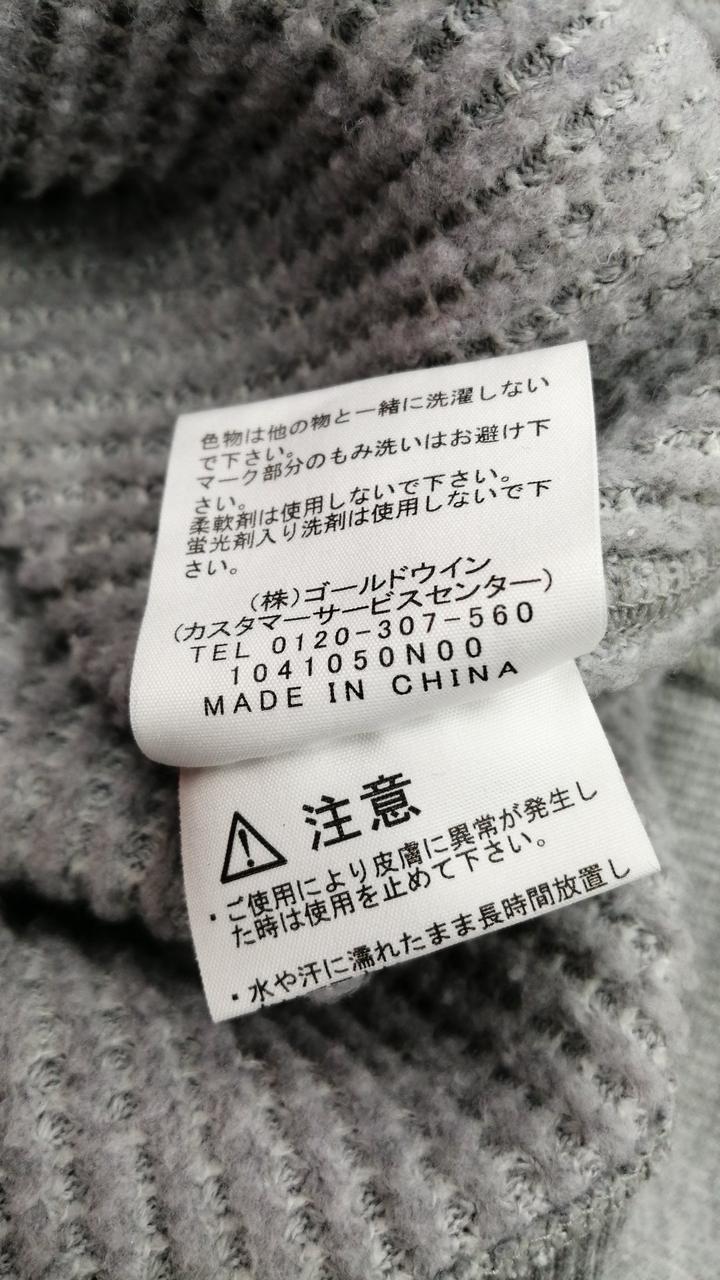 色物は他の物と一緒に洗濯しない
で下さい。
マーク部分のもみ洗いはお避け下
さい。
柔軟剤は使用しないで下さい。
蛍光剤入り洗剤は使用しないで下
さい。
(株)ゴールドウイン
(カスタマーサービスセンター)
TEL 0120-307-560
1041050N00
MADE IN CHINA
注意
・ご使用により皮膚に異常が発生し
た時は使用を止めて下さい。
・水や汗に濡れたまま長時間放置し